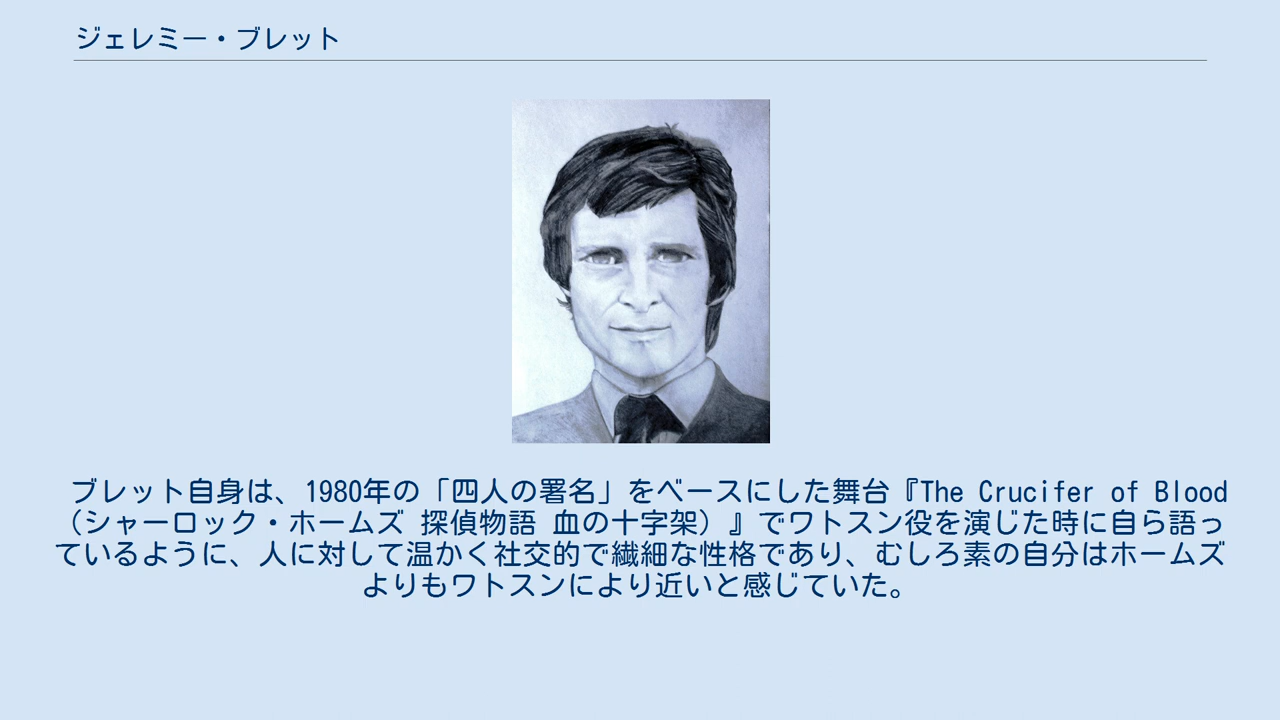 ジェレミー・ブレット
ブレット自身は、1980年の「四人の署名」をベースにした舞台『The Crucifer of Blood
（シャーロック・ホームズ 探偵物語 血の十字架）』でワトスン役を演じた時に自ら語っ
ているように、人に対して温かく社交的で繊細な性格であり、むしろ素の自分はホームズ
よりもワトスンにより近いと感じていた。